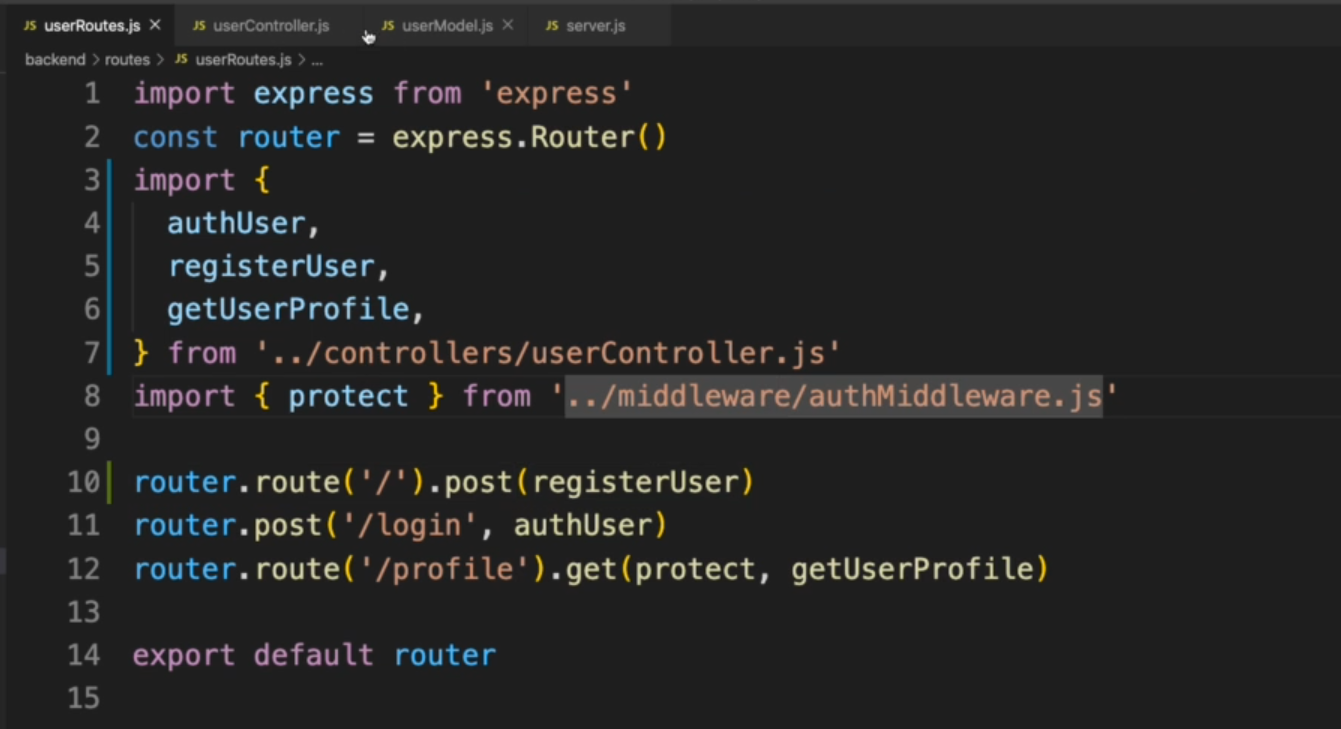 JS userRoutes.js × JS userController.js JS userModel.js × JS server.js
backend > routes > JS userRoutes.js > ...
1 import express from 'express'
2 const router = express.Router()
3 import {
4   authUser,
5   registerUser,
6   getUserProfile,
7 } from '../controllers/userController.js'
8 import { protect } from '../middleware/authMiddleware.js'
9
10 router.route('/').post(registerUser)
11 router.post('/login', authUser)
12 router.route('/profile').get(protect, getUserProfile)
13
14 export default router
15